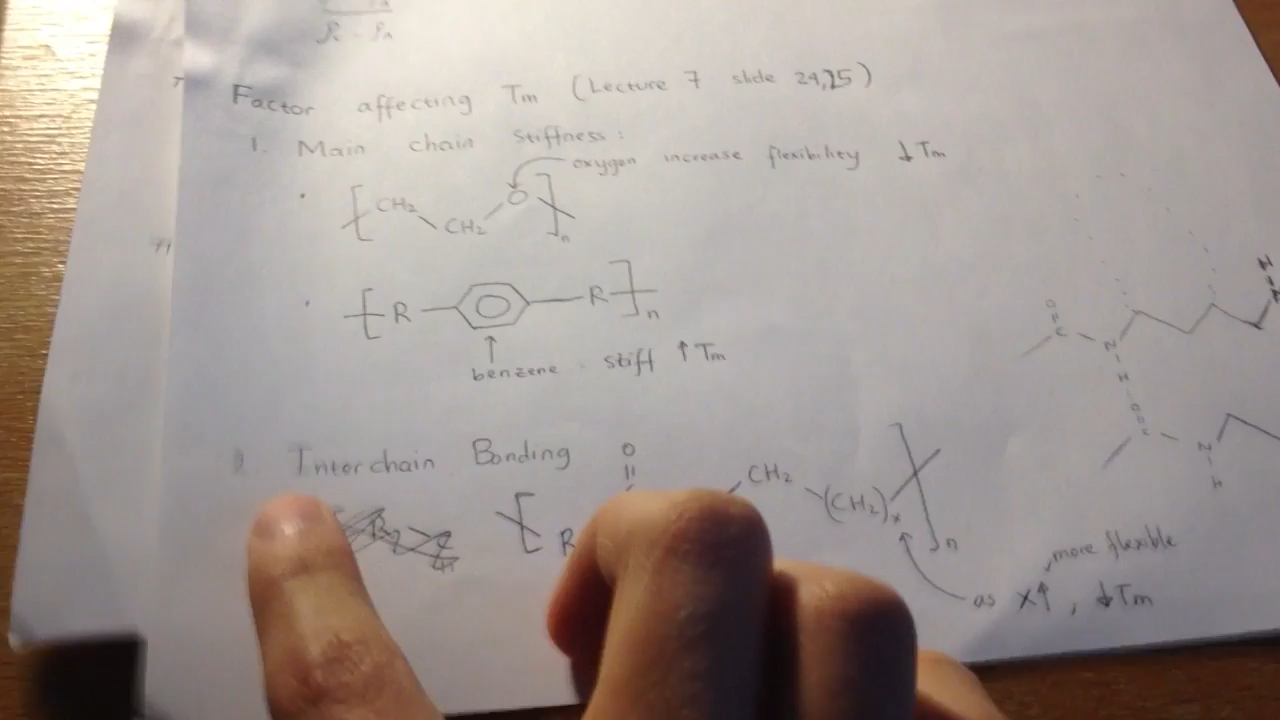 Factor affecting Tm (Lecture 7 slide 24,25)
1. Main chain stiffness:
oxygen increase flexibility ↓Tm
[CH2 CH2 O]n
[R R]n
↑
benzene - stiff ↑Tm
2. Interchain Bonding
O
[R
CH2
(CH2)x
]n
more flexible
as x↑, ↓Tm
O
C
N
H
O
C
N
H